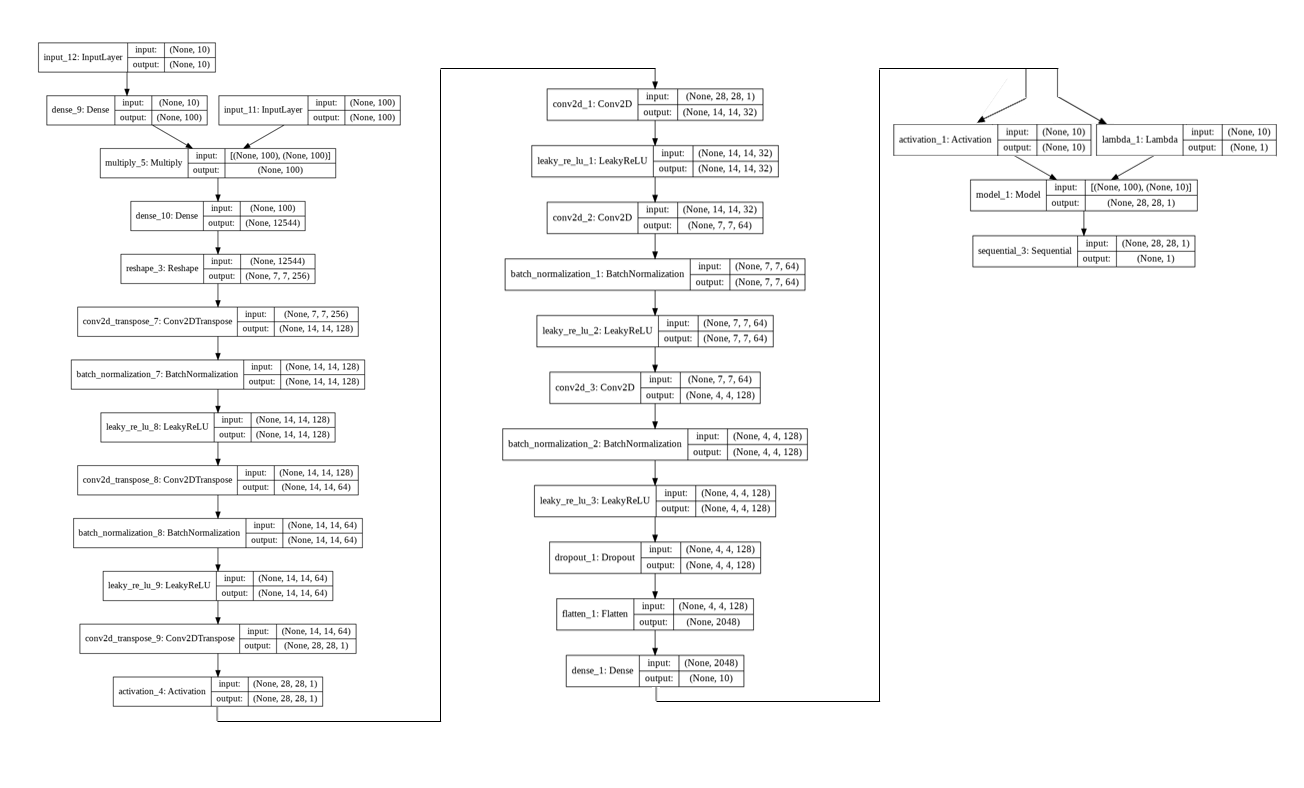 input_12: InputLayer input: (None, 10)
output: (None, 10)
dense_9: Dense input: (None, 10)
output: (None, 100)
input_11: InputLayer input: (None, 100)
output: (None, 100)
multiply_5: Multiply input: [(None, 100), (None, 100)]
output: (None, 100)
dense_10: Dense input: (None, 100)
output: (None, 12544)
reshape_3: Reshape input: (None, 12544)
output: (None, 7, 7, 256)
conv2d_transpose_7: Conv2DTranspose input: (None, 7, 7, 256)
output: (None, 14, 14, 128)
batch_normalization_7: BatchNormalization input: (None, 14, 14, 128)
output: (None, 14, 14, 128)
leaky_re_lu_8: LeakyReLU input: (None, 14, 14, 128)
output: (None, 14, 14, 128)
conv2d_transpose_8: Conv2DTranspose input: (None, 14, 14, 128)
output: (None, 14, 14, 64)
batch_normalization_8: BatchNormalization input: (None, 14, 14, 64)
output: (None, 14, 14, 64)
leaky_re_lu_9: LeakyReLU input: (None, 14, 14, 64)
output: (None, 14, 14, 64)
conv2d_transpose_9: Conv2DTranspose input: (None, 14, 14, 64)
output: (None, 28, 28, 1)
activation_4: Activation input: (None, 28, 28, 1)
output: (None, 28, 28, 1)
conv2d_1: Conv2D input: (None, 28, 28, 1)
output: (None, 14, 14, 32)
leaky_re_lu_1: LeakyReLU input: (None, 14, 14, 32)
output: (None, 14, 14, 32)
conv2d_2: Conv2D input: (None, 14, 14, 32)
output: (None, 7, 7, 64)
batch_normalization_1: BatchNormalization input: (None, 7, 7, 64)
output: (None, 7, 7, 64)
leaky_re_lu_2: LeakyReLU input: (None, 7, 7, 64)
output: (None, 7, 7, 64)
conv2d_3: Conv2D input: (None, 7, 7, 64)
output: (None, 4, 4, 128)
batch_normalization_2: BatchNormalization input: (None, 4, 4, 128)
output: (None, 4, 4, 128)
leaky_re_lu_3: LeakyReLU input: (None, 4, 4, 128)
output: (None, 4, 4, 128)
dropout_1: Dropout input: (None, 4, 4, 128)
output: (None, 4, 4, 128)
flatten_1: Flatten input: (None, 4, 4, 128)
output: (None, 2048)
dense_1: Dense input: (None, 2048)
output: (None, 10)
activation_1: Activation input: (None, 10)
output: (None, 10)
lambda_1: Lambda input: (None, 10)
output: (None, 1)
model_1: Model input: [(None, 100), (None, 10)]
output: (None, 28, 28, 1)
sequential_3: Sequential input: (None, 28, 28, 1)
output: (None, 1)